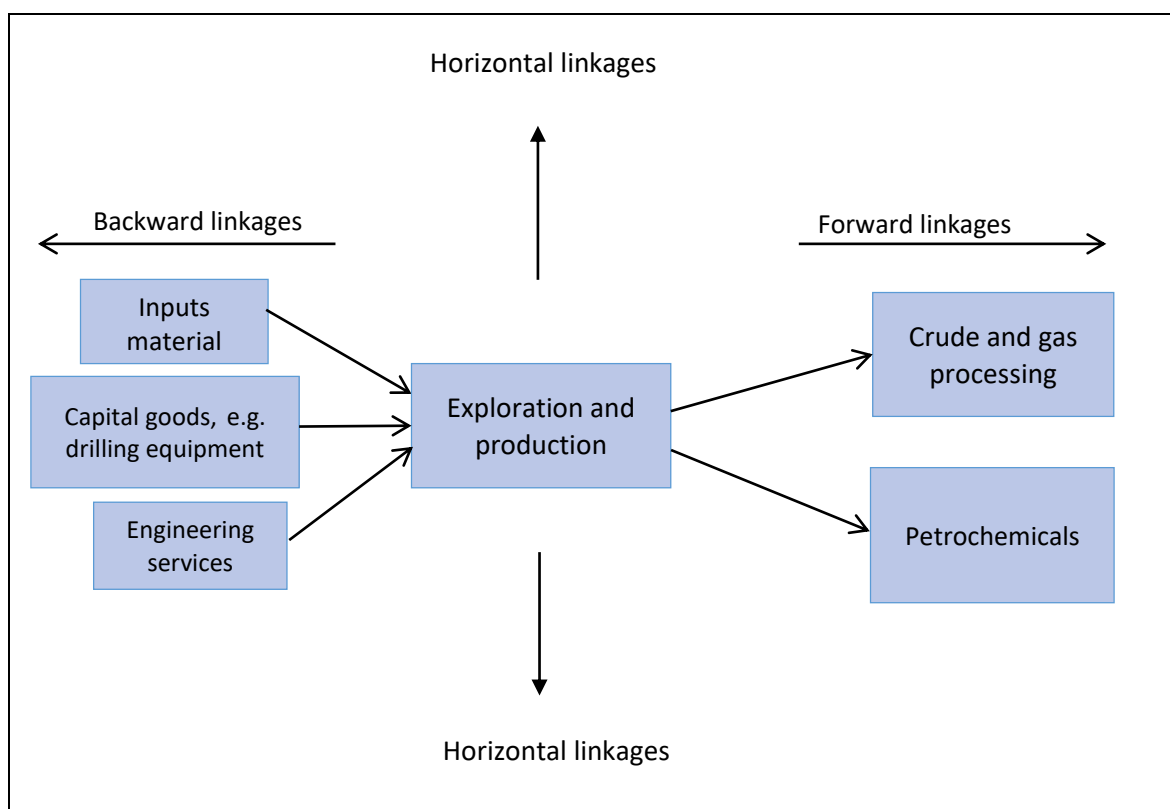 Horizontal linkages
Backward linkages
Forward linkages
Inputs
material
Capital goods, e.g.
drilling equipment
Engineering
services
Exploration and
production
Crude and gas
processing
Petrochemicals
Horizontal linkages